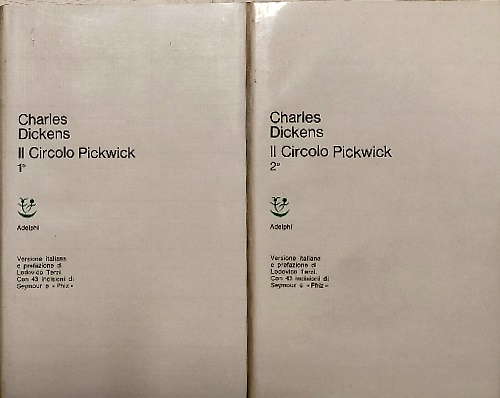 Charles
Dickens
Il Circolo Pickwick
1°
Adelphi
Versione italiana
e prefazione di
Lodovico Terzi.
Con 43 incisioni di
Seymour e «Phiz»
Charles
Dickens
Il Circolo Pickwick
2°
Adelphi
Versione italiana
e prefazione di
Lodovico Terzi.
Con 43 incisioni di
Seymour e «Phiz»